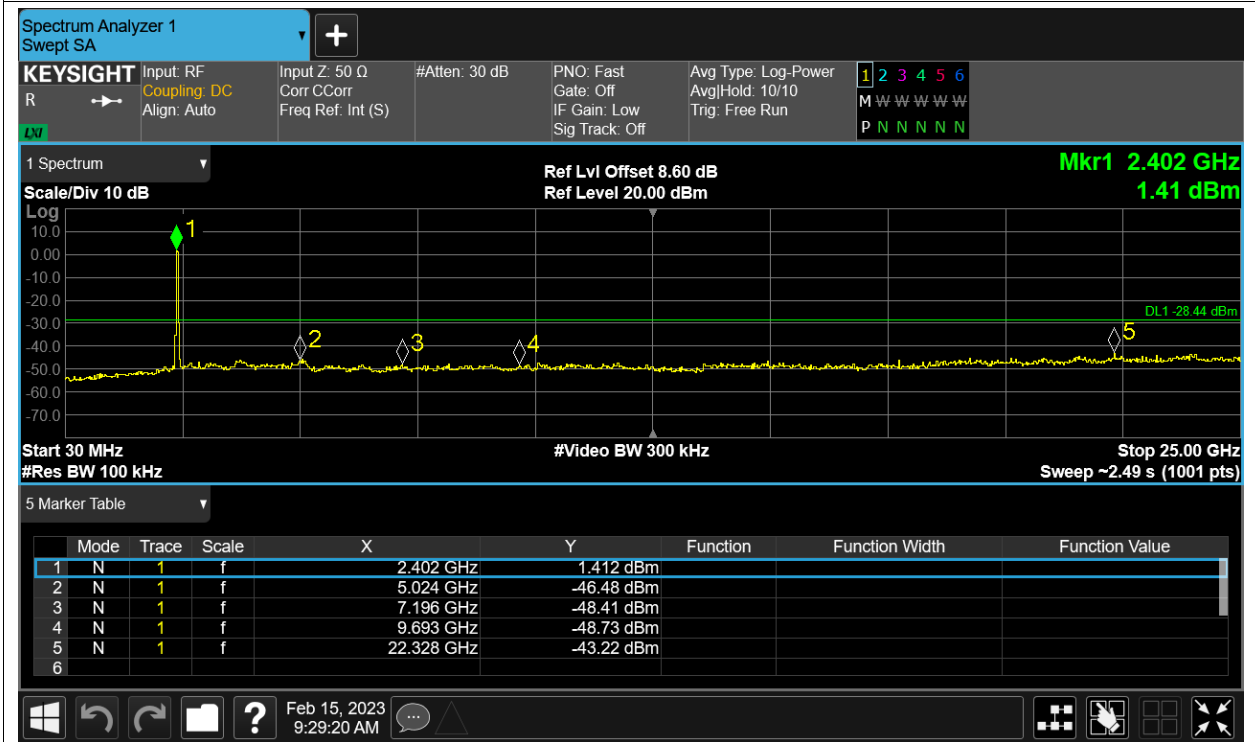 Spectrum Analyzer 1
Swept SA
+
KEYSIGHT
R
LXI
Input: RF
Coupling: DC
Align: Auto
Input Z: 50 Ω
Corr CCorr
Freq Ref: Int (S)
#Atten: 30 dB
PNO: Fast
Gate: Off
IF Gain: Low
Sig Track: Off
Avg Type: Log-Power
Avg|Hold: 10/10
Trig: Free Run
1 2 3 4 5 6
M W W W W W
P N N N N N
1 Spectrum
Scale/Div 10 dB
Ref Lvl Offset 8.60 dB
Ref Level 20.00 dBm
Mkr1 2.402 GHz
1.41 dBm
Log
10.0
0.00
-10.0
-20.0
-30.0
-40.0
-50.0
-60.0
-70.0
1
2
3
4
5
DL1 -28.44 dBm
Start 30 MHz
#Res BW 100 kHz
#Video BW 300 kHz
Stop 25.00 GHz
Sweep ~2.49 s (1001 pts)
5 Marker Table
Mode Trace Scale X Y Function Function Width Function Value
1 N 1 f 2.402 GHz 1.412 dBm
2 N 1 f 5.024 GHz -46.48 dBm
3 N 1 f 7.196 GHz -48.41 dBm
4 N 1 f 9.693 GHz -48.73 dBm
5 N 1 f 22.328 GHz -43.22 dBm
6
?
Feb 15, 2023
9:29:20 AM